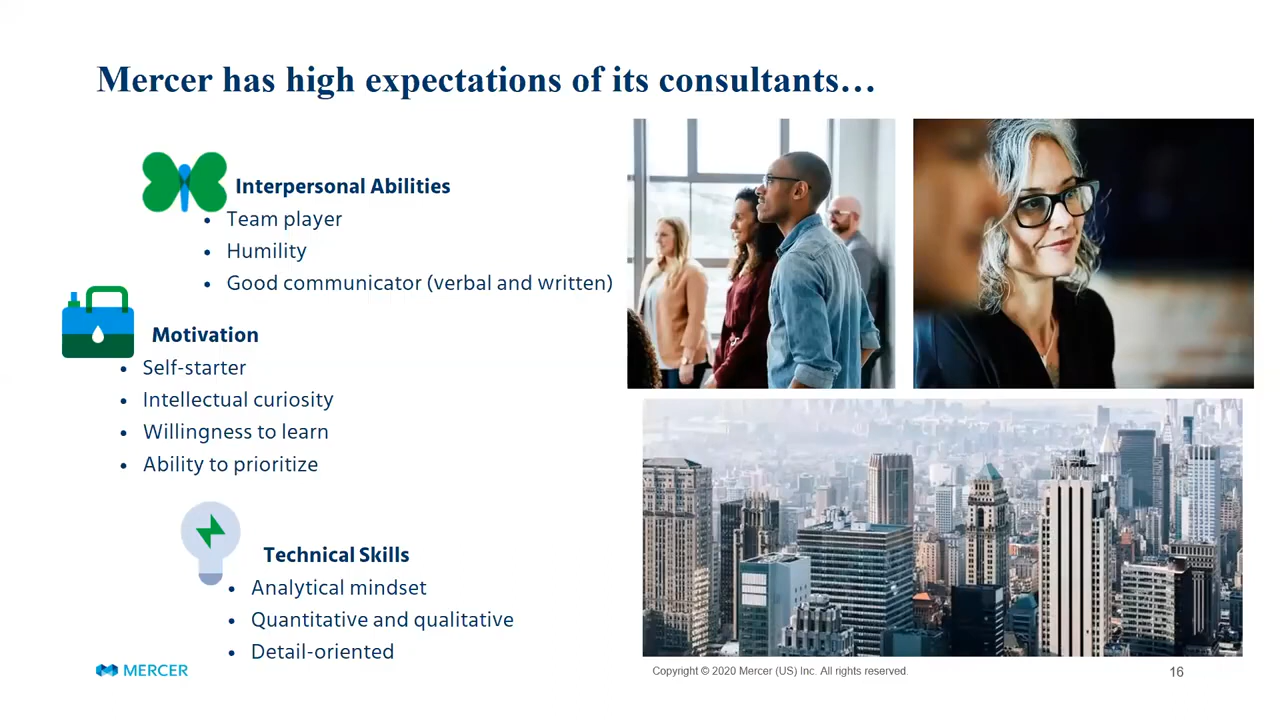 Mercer has high expectations of its consultants…
Interpersonal Abilities
• Team player
• Humility
• Good communicator (verbal and written)
Motivation
• Self-starter
• Intellectual curiosity
• Willingness to learn
• Ability to prioritize
Technical Skills
• Analytical mindset
• Quantitative and qualitative
• Detail-oriented
MERCER
Copyright © 2020 Mercer (US) Inc. All rights reserved.
16